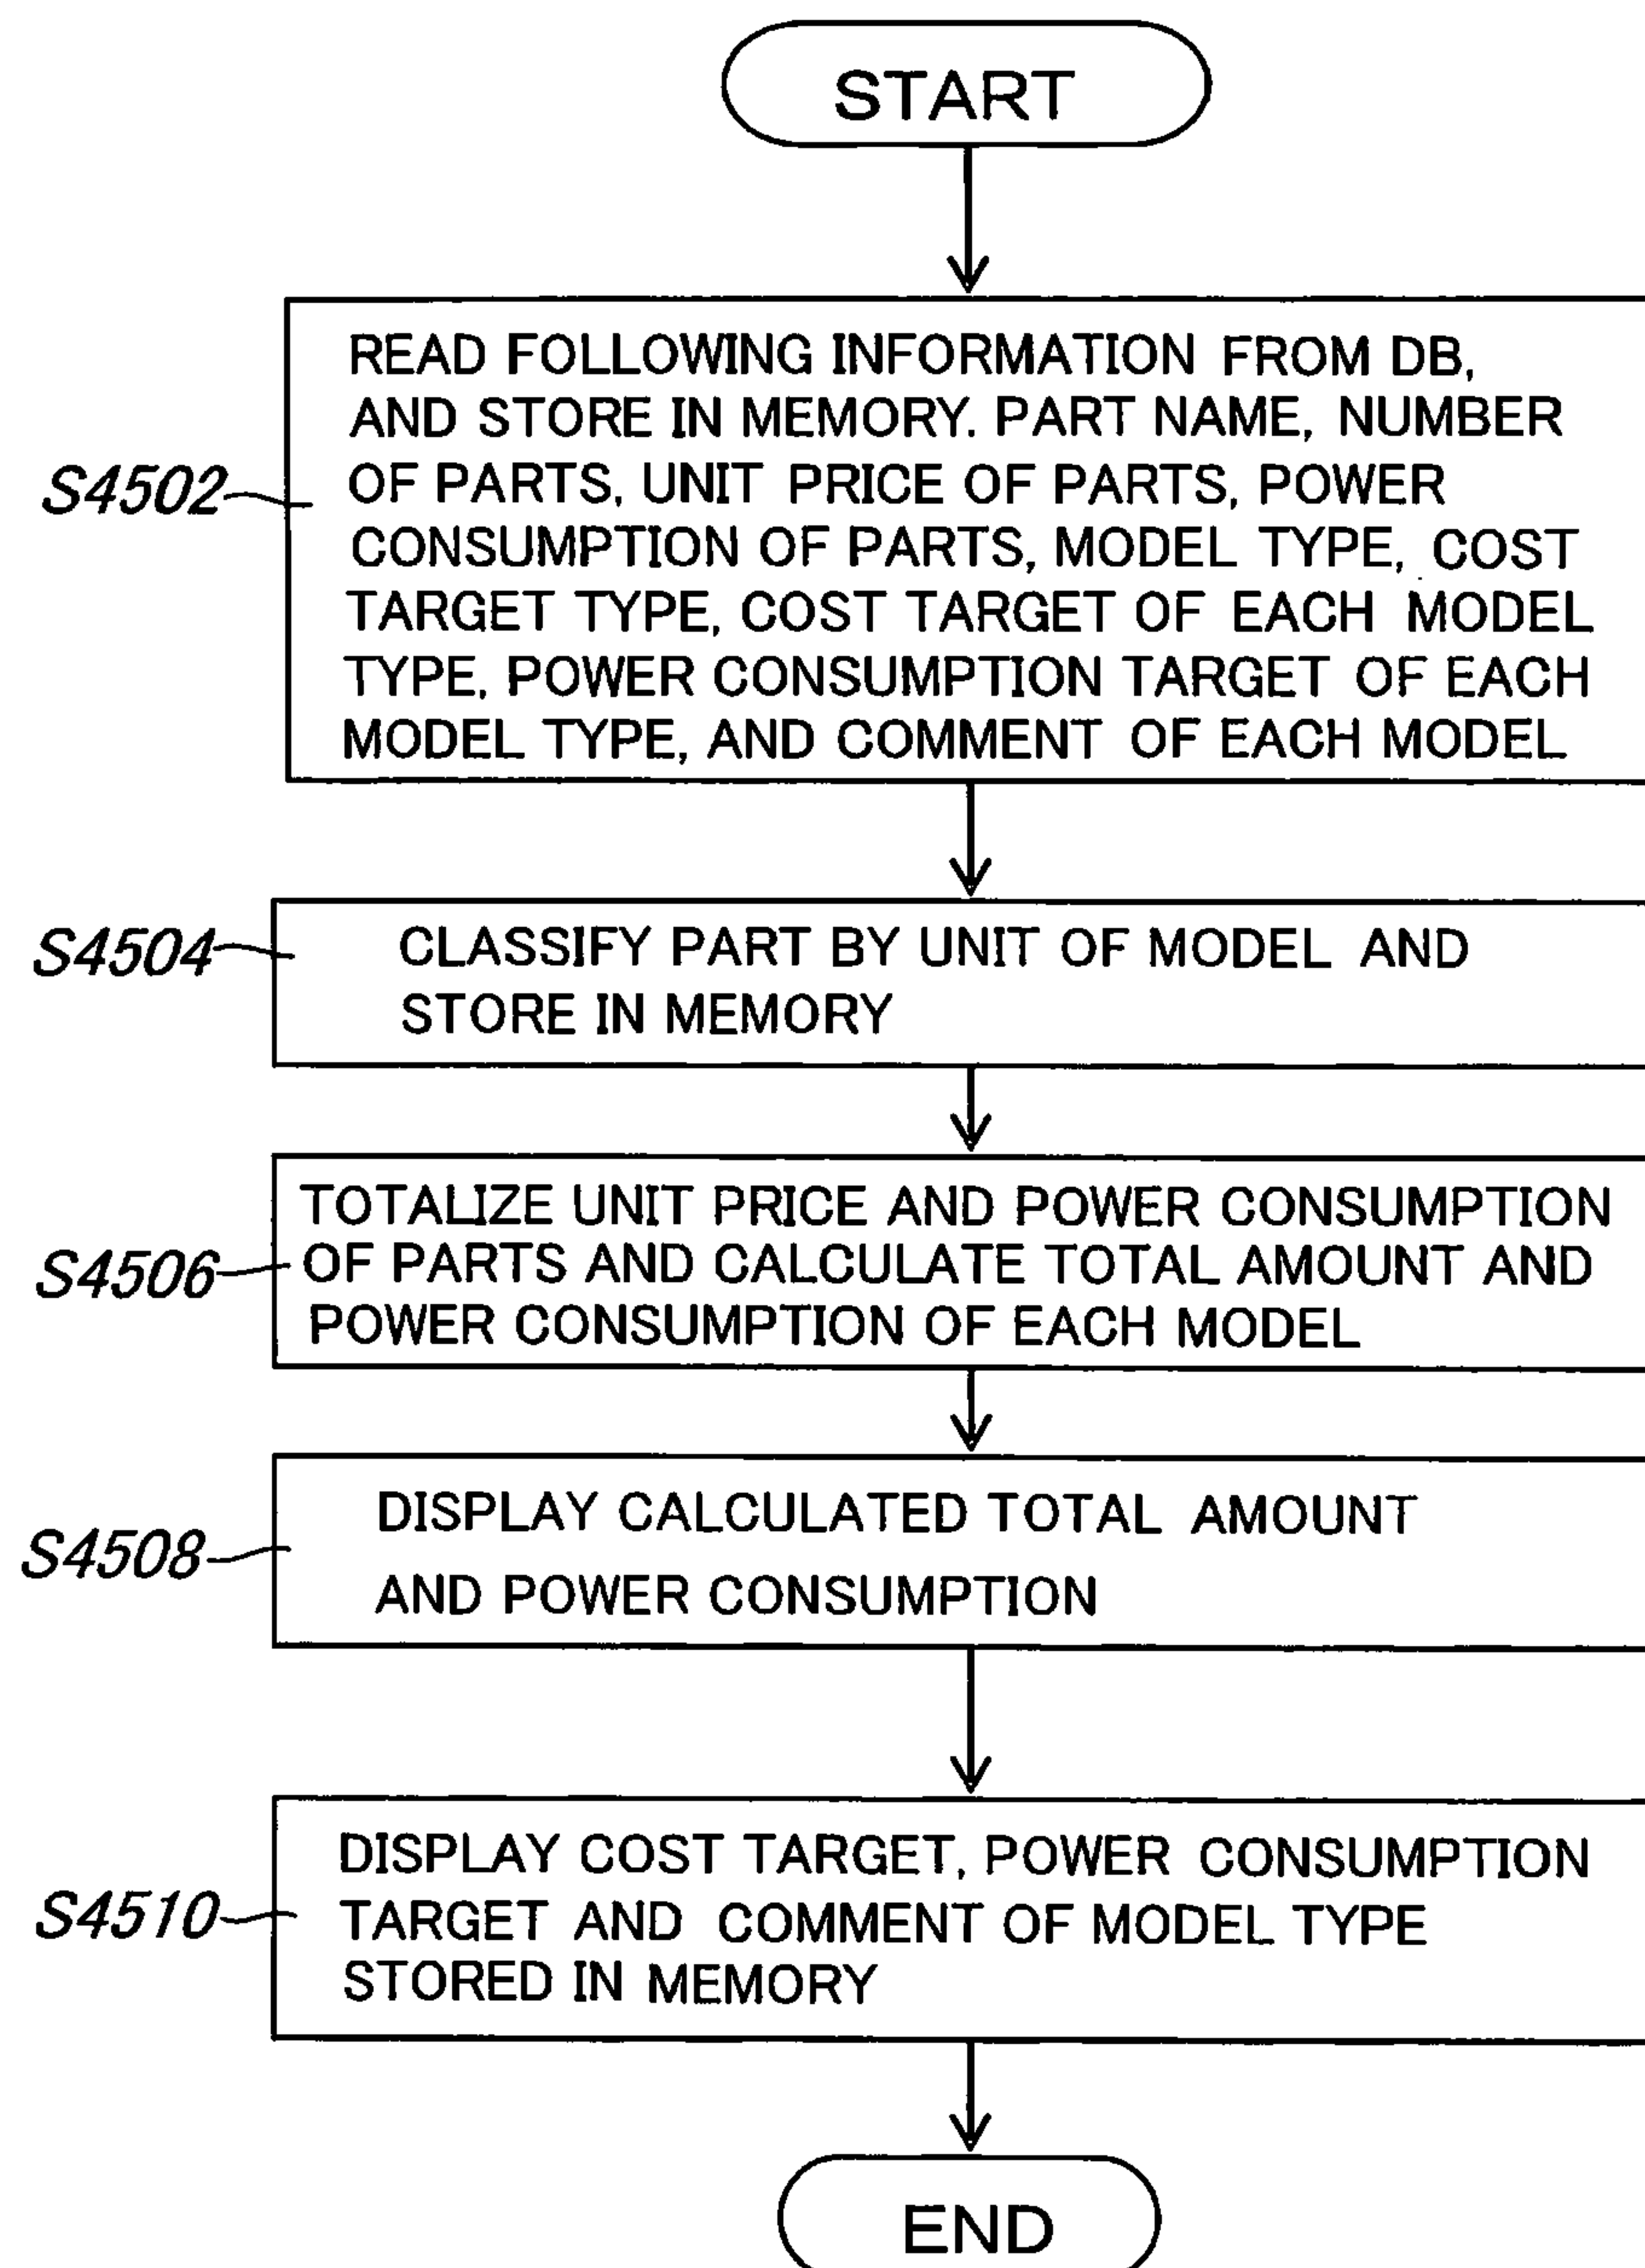 START
READ FOLLOWING INFORMATION FROM DB,
AND STORE IN MEMORY. PART NAME, NUMBER
S4502
OF PARTS, UNIT PRICE OF PARTS, POWER
CONSUMPTION OF PARTS, MODEL TYPE, COST
TARGET TYPE, COST TARGET OF EACH MODEL
TYPE, POWER CONSUMPTION TARGET OF EACH
MODEL TYPE, AND COMMENT OF EACH MODEL
S4504
CLASSIFY PART BY UNIT OF MODEL AND
STORE IN MEMORY
TOTALIZE UNIT PRICE AND POWER CONSUMPTION
S4506
OF PARTS AND CALCULATE TOTAL AMOUNT AND
POWER CONSUMPTION OF EACH MODEL
DISPLAY CALCULATED TOTAL AMOUNT
S4508
AND POWER CONSUMPTION
DISPLAY COST TARGET, POWER CONSUMPTION
S4510
TARGET AND COMMENT OF MODEL TYPE
STORED IN MEMORY
END